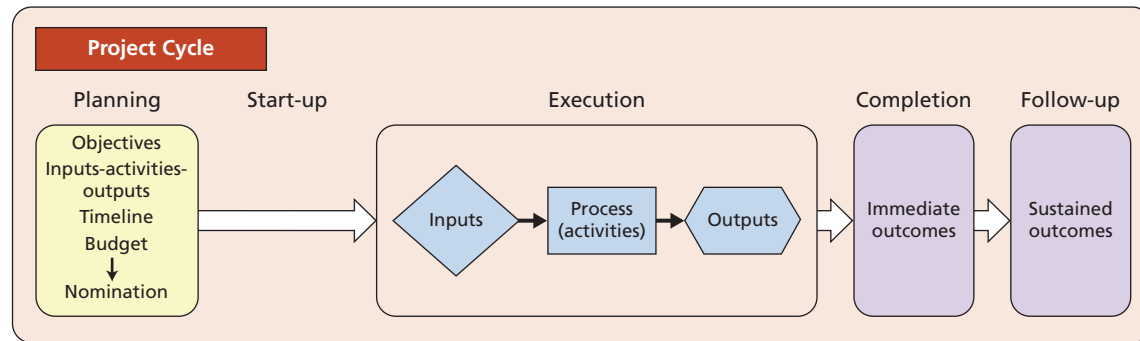 Project Cycle
Planning
Start-up
Execution
Completion
Follow-up
Objectives
Inputs-activities-
outputs
Timeline
Budget
Nomination
Inputs
Process
(activities)
Outputs
Immediate
outcomes
Sustained
outcomes